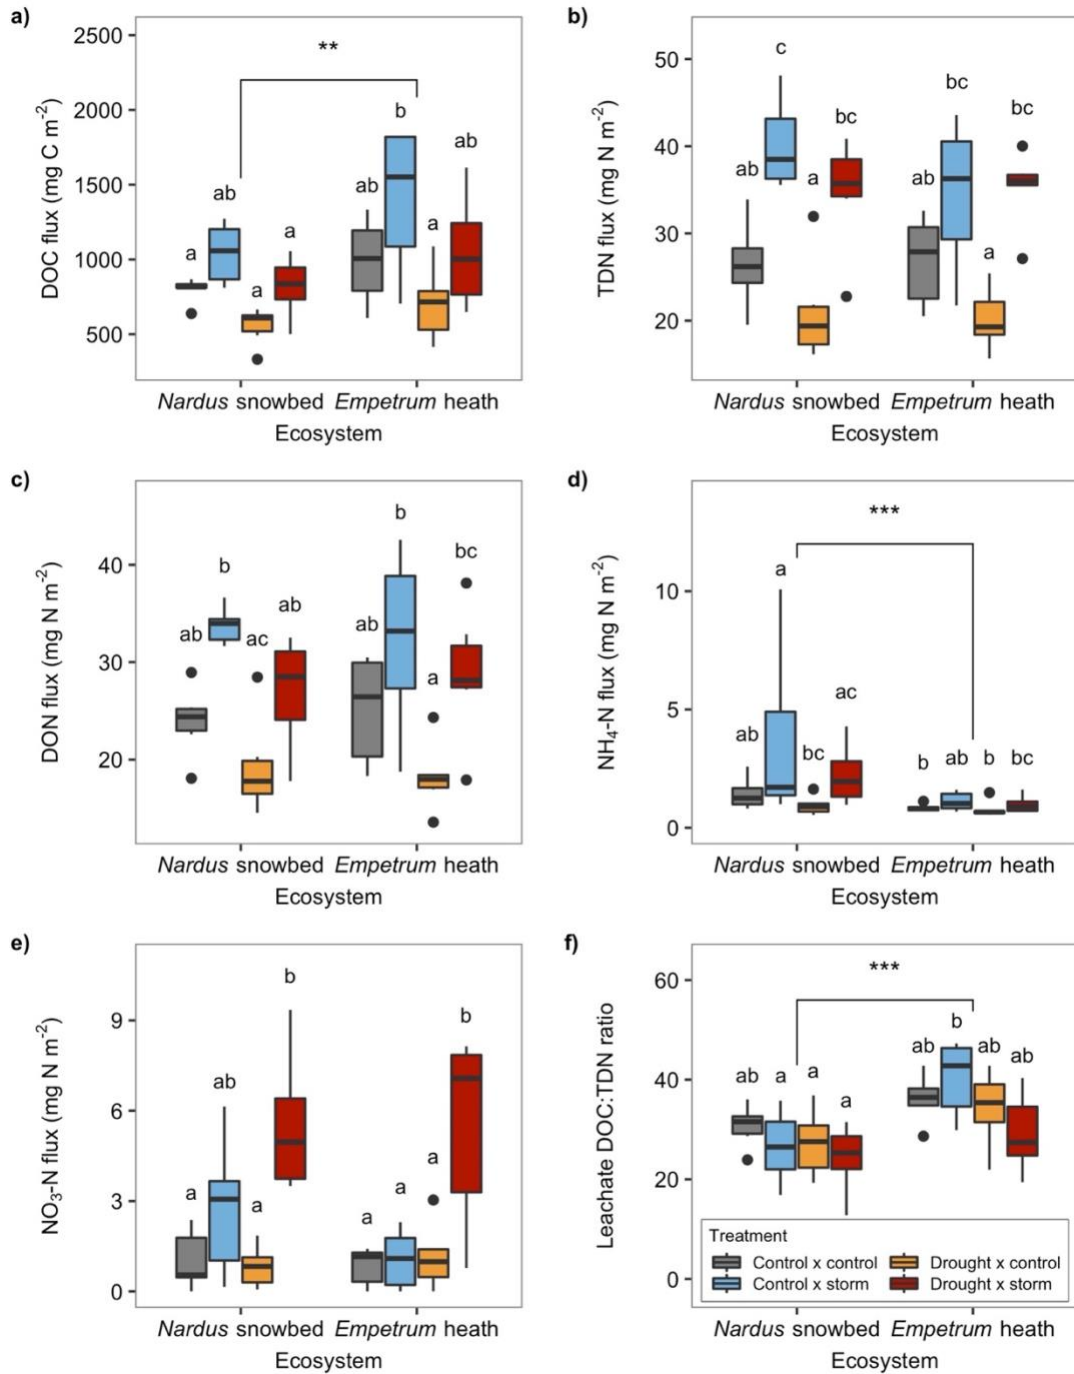 a)
**
DOC flux (mg C m-2)
2500
2000
1500
1000
500
a
ab
a
a
ab
b
a
ab
Nardus snowbed Empetrum heath
Ecosystem
b)
TDN flux (mg N m-2)
50
40
30
20
ab
c
a
bc
ab
bc
a
bc
Nardus snowbed Empetrum heath
Ecosystem
c)
DON flux (mg N m-2)
40
30
20
ab
b
ac
ab
ab
b
a
bc
Nardus snowbed Empetrum heath
Ecosystem
d)
***
NH4-N flux (mg N m-2)
10
5
0
ab
a
bc
ac
b
ab
b
bc
Nardus snowbed Empetrum heath
Ecosystem
e)
NO3-N flux (mg N m-2)
9
6
3
0
a
ab
a
b
a
a
a
b
Nardus snowbed Empetrum heath
Ecosystem
f)
***
Leachate DOC:TDN ratio
60
40
20
0
ab
a
a
a
ab
b
ab
ab
Treatment
Control x control
Drought x control
Control x storm
Drought x storm
Nardus snowbed Empetrum heath
Ecosystem